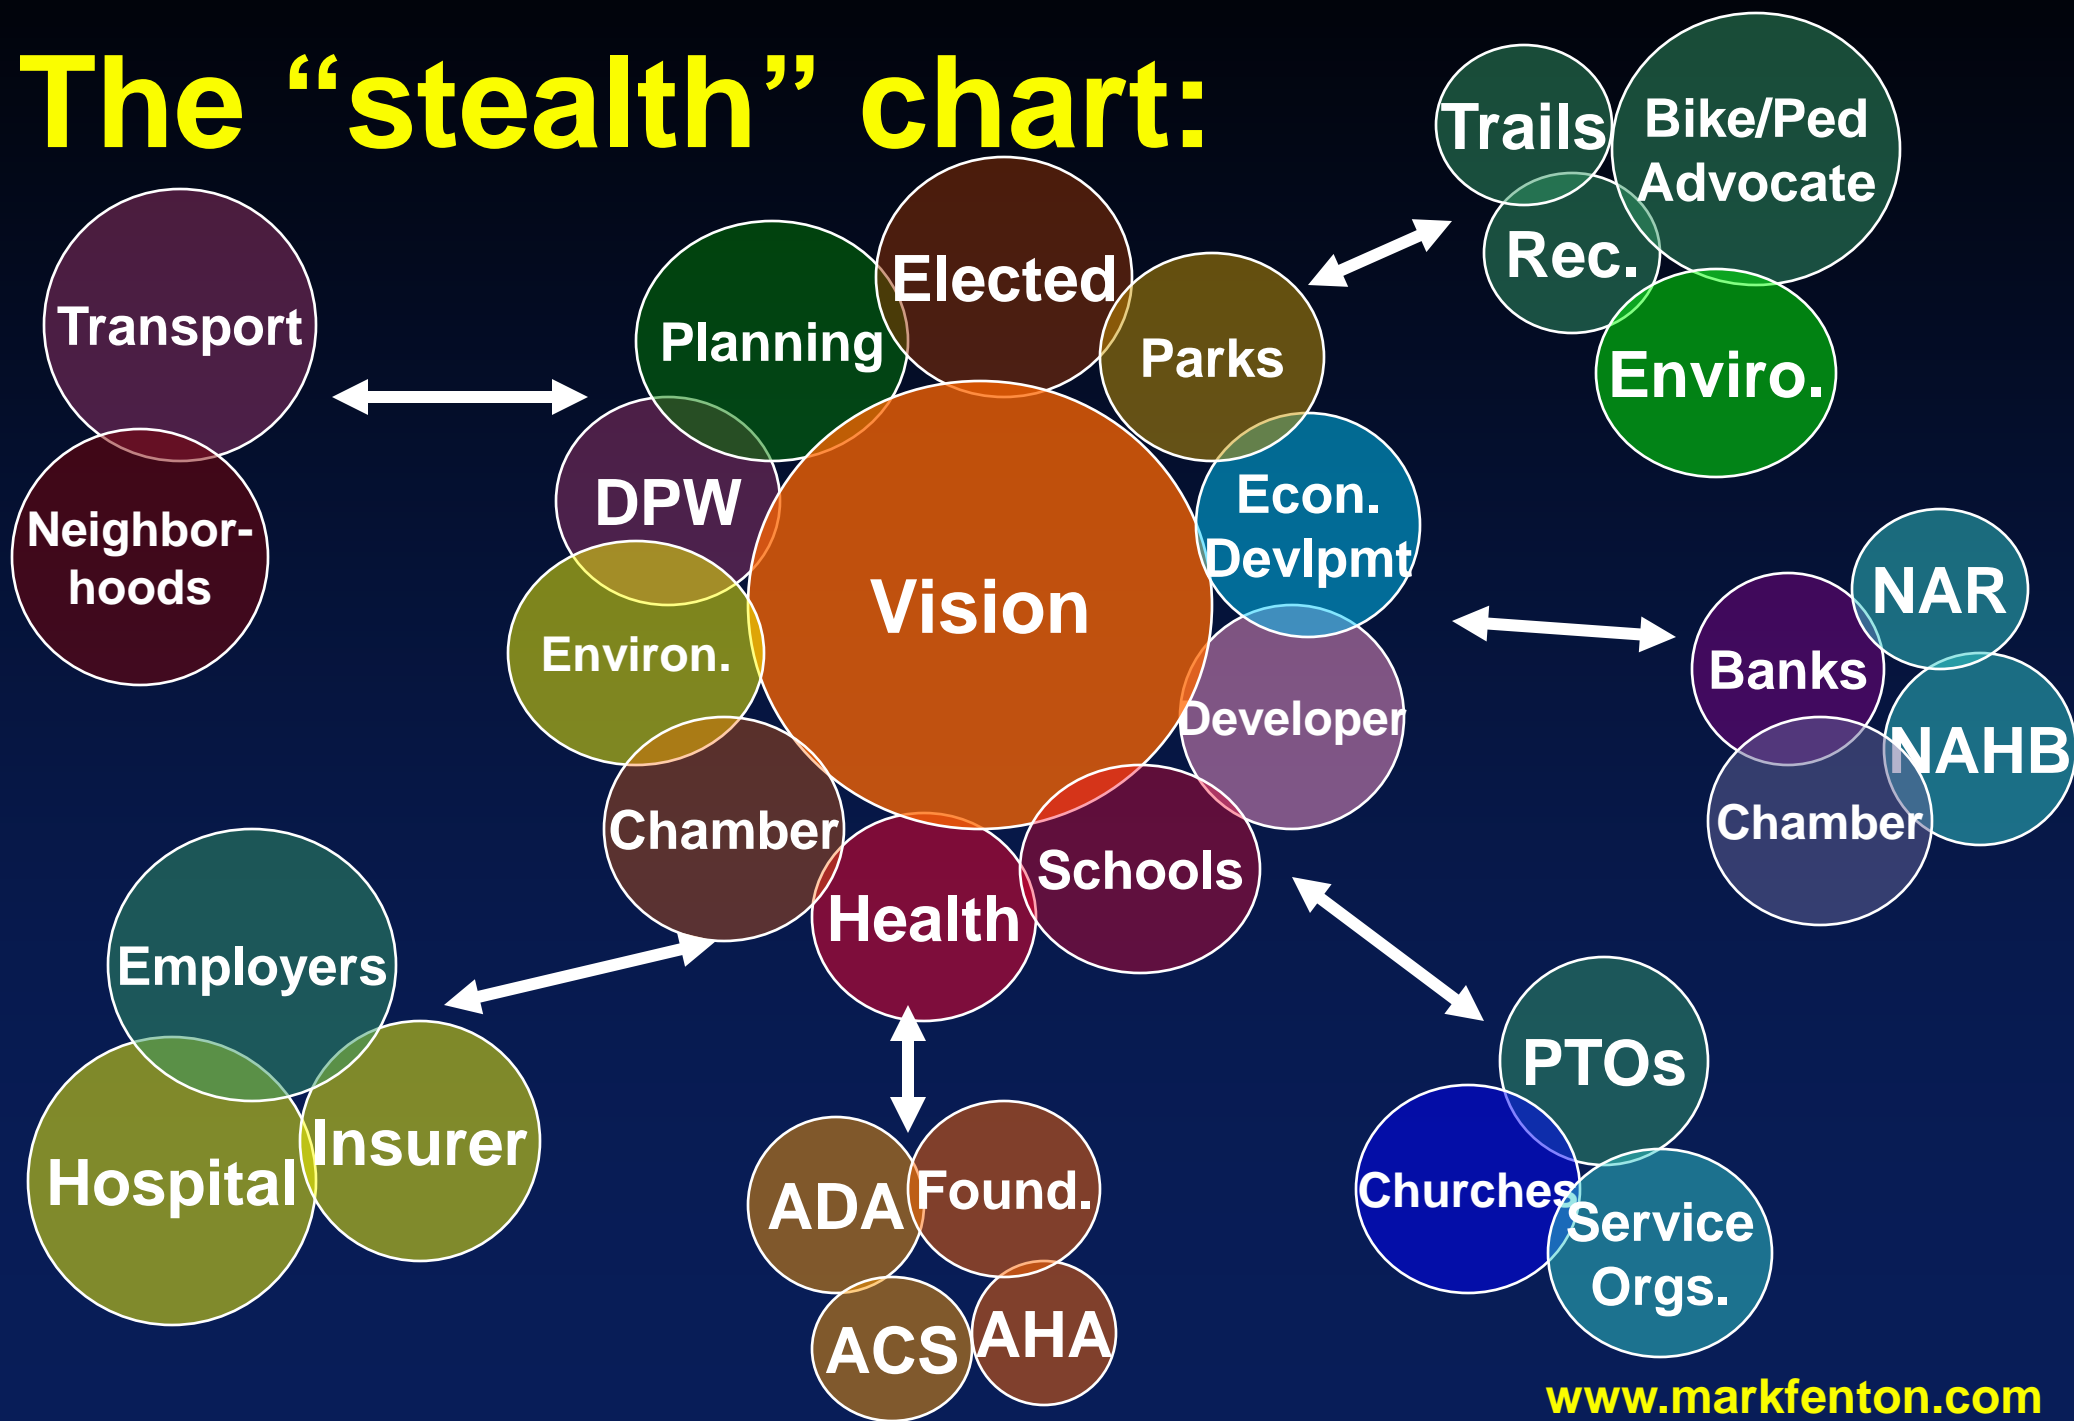 The “stealth” chart:
Trails
Bike/Ped
Advocate
Rec.
Enviro.
Transport
Neighbor-
hoods
Elected
Planning
Parks
DPW
Econ.
Devlpmt
Vision
Environ.
Developer
Chamber
Schools
Health
NAR
Banks
NAHB
Chamber
Employers
Insurer
Hospital
ADA
Found.
ACS
AHA
PTOs
Churches
Service
Orgs.
www.markfenton.com